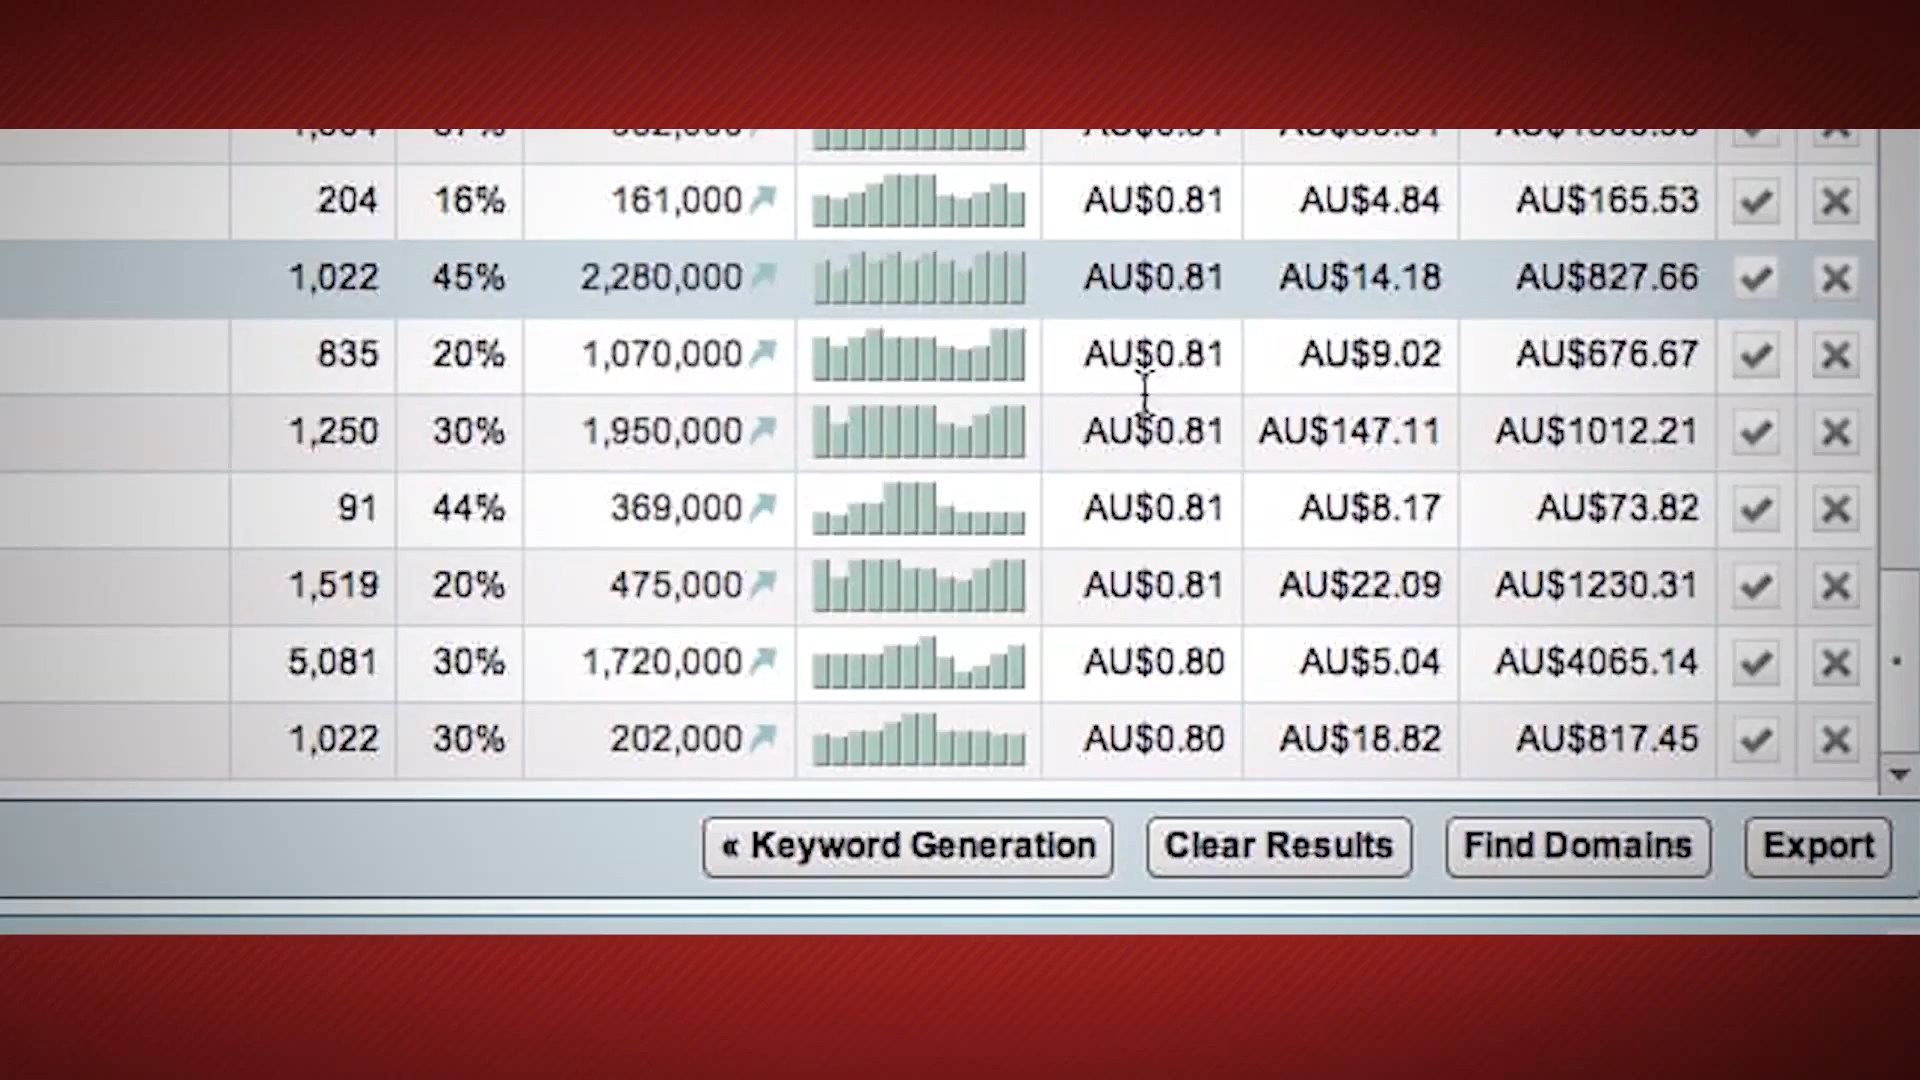 204 16% 161,000 AU$0.81 AU$4.84 AU$165.53
1,022 45% 2,280,000 AU$0.81 AU$14.18 AU$827.66
835 20% 1,070,000 AU$0.81 AU$9.02 AU$676.67
1,250 30% 1,950,000 AU$0.81 AU$147.11 AU$1012.21
91 44% 369,000 AU$0.81 AU$8.17 AU$73.82
1,519 20% 475,000 AU$0.81 AU$22.09 AU$1230.31
5,081 30% 1,720,000 AU$0.80 AU$5.04 AU$4065.14
1,022 30% 202,000 AU$0.80 AU$18.82 AU$817.45
« Keyword Generation Clear Results Find Domains Export